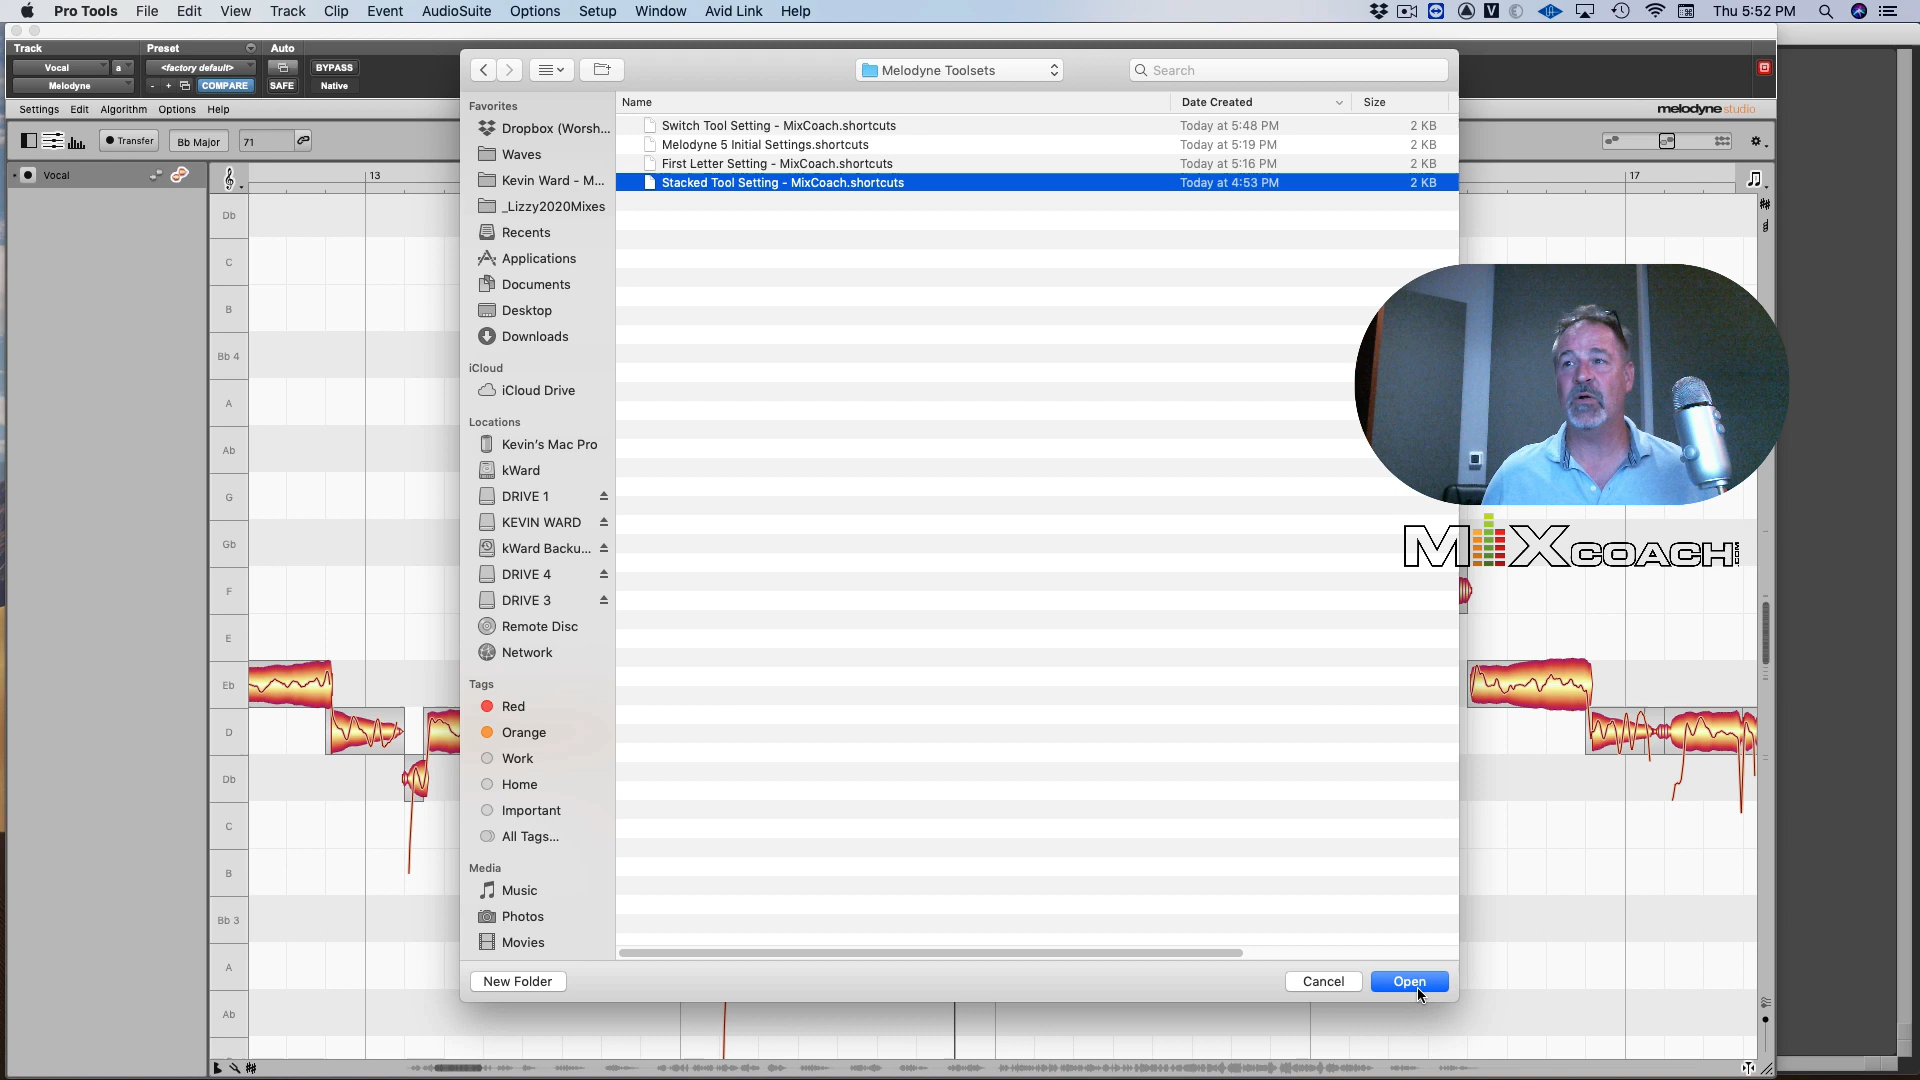 Pro Tools File Edit View Track Clip Event AudioSuite Options Setup Window Avid Link Help Thu 5:52 PM
Track Preset Auto
Vocal a <factory default> BYPASS
Melodyne - + COMPARE SAFE Native
Settings Edit Algorithm Options Help melodyne studio
Transfer Bb Major 71
Vocal 13 17
Melodyne Toolsets Search
Favorites
Dropbox (Worsh...
Waves
Kevin Ward - M...
_Lizzy2020Mixes
Recents
Applications
Documents
Desktop
Downloads
iCloud
iCloud Drive
Locations
Kevin's Mac Pro
kWard
DRIVE 1
KEVIN WARD
kWard Backu...
DRIVE 4
DRIVE 3
Remote Disc
Network
Tags
Red
Orange
Work
Home
Important
All Tags...
Media
Music
Photos
Movies
Name Date Created Size
Switch Tool Setting - MixCoach.shortcuts Today at 5:48 PM 2 KB
Melodyne 5 Initial Settings.shortcuts Today at 5:19 PM 2 KB
First Letter Setting - MixCoach.shortcuts Today at 5:16 PM 2 KB
Stacked Tool Setting - MixCoach.shortcuts Today at 4:53 PM 2 KB
New Folder Cancel Open
Db
C
B
Bb 4
A
Ab
G
Gb
F
E
Eb
D
Db
C
B
Bb 3
A
Ab
MIXCOACH.COM